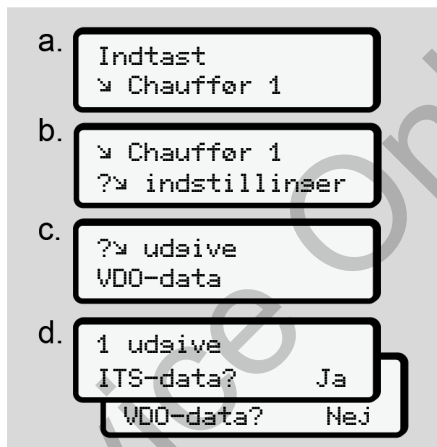 a.
Indtast
⇘ Chauffør 1
b.
⇘ Chauffør 1
?⇘ indstillinger
c.
?⇘ udgive
VDO-data
d.
1 udgive
ITS-data? Ja
VDO-data? Nej